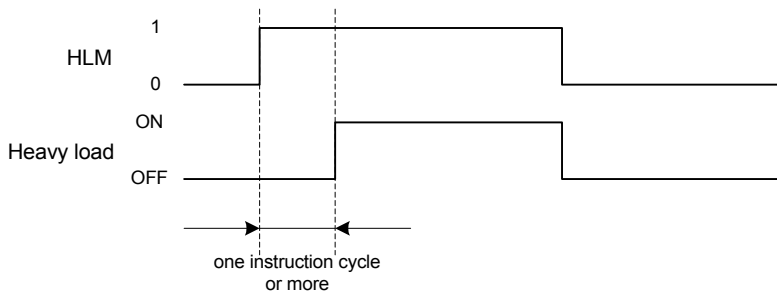 1
HLM
0
ON
Heavy load
OFF
one instruction cycle
or more